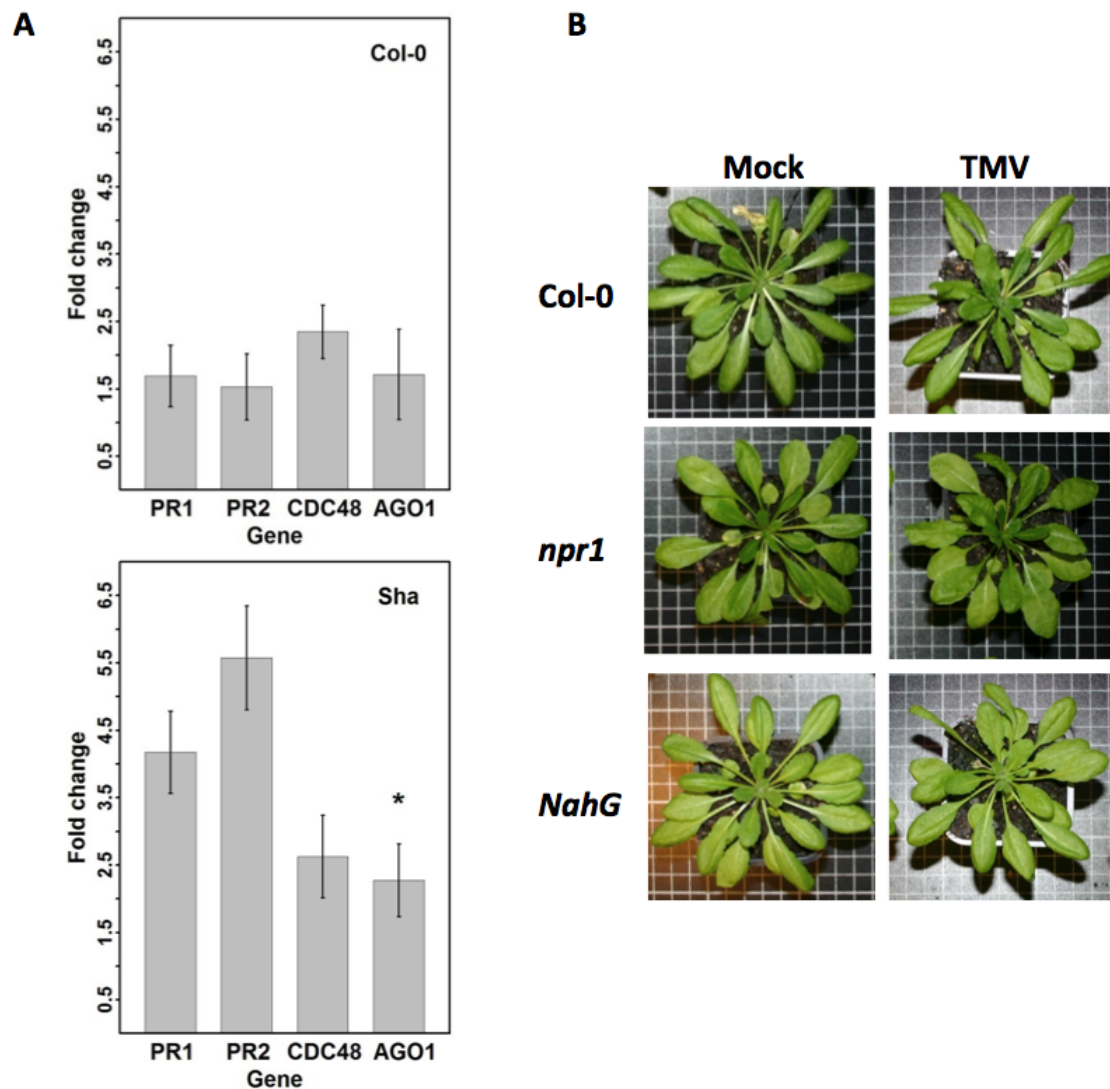 A
Col-0
6.5
5.5
4.5
3.5
2.5
1.5
0.5
Fold change
PR1 PR2 CDC48 AGO1
Gene
Sha
6.5
5.5
4.5
3.5
2.5
1.5
0.5
Fold change
*
PR1 PR2 CDC48 AGO1
Gene
B
Mock TMV
Col-0
npr1
NahG